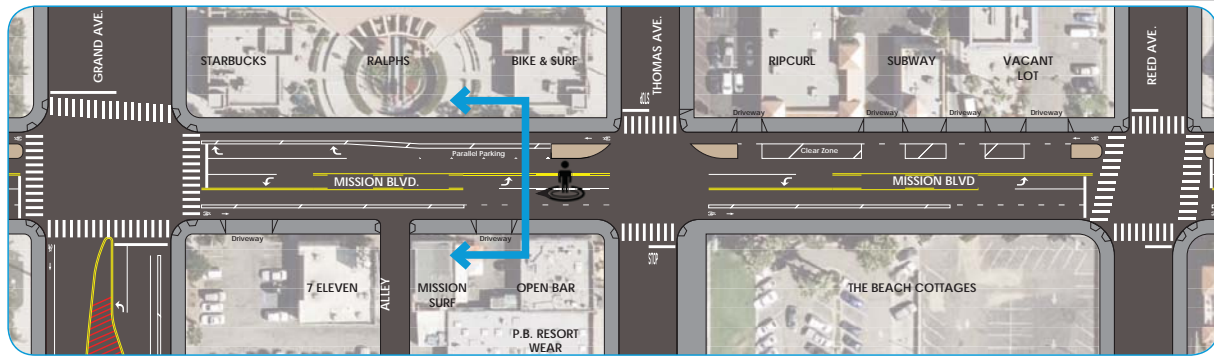 GRAND AVE.
STARBUCKS
RALPHS
BIKE & SURF
THOMAS AVE.
RIPCURL
SUBWAY
VACANT
LOT
REED AVE.
STOP
Driveway
Driveway
Driveway
Driveway
Parallel Parking
Clear Zone
MISSION BLVD.
MISSION BLVD
Driveway
Driveway
STOP
7 ELEVEN
ALLEY
MISSION
SURF
OPEN BAR
THE BEACH COTTAGES
P.B. RESORT
WEAR